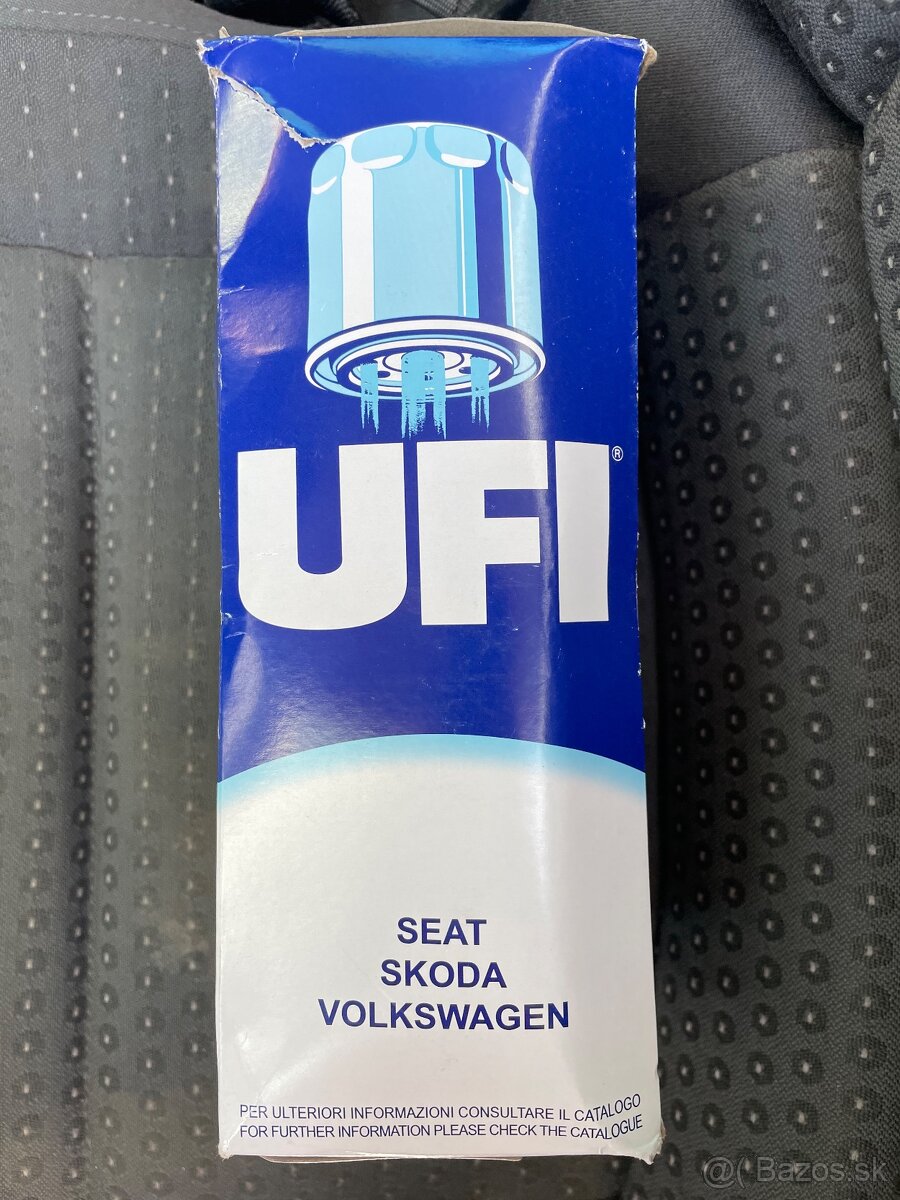 UFI®
SEAT
SKODA
VOLKSWAGEN
PER ULTERIORI INFORMAZIONI CONSULTARE IL CATALOGO
FOR FURTHER INFORMATION PLEASE CHECK THE CATALOGUE
@( Bazos.sk